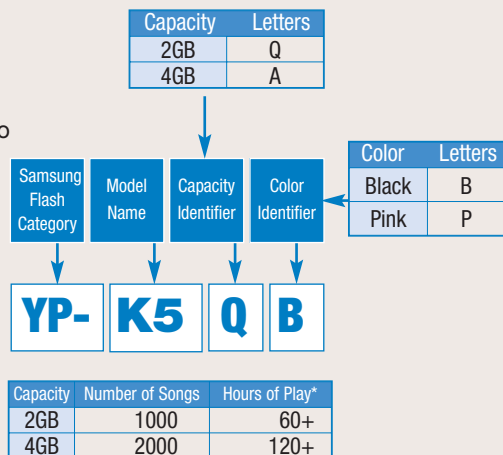 Capacity Letters
2GB Q
4GB A
o
Color Letters
Black B
Pink P
Samsung Flash Category
Model Name
Capacity Identifier
Color Identifier
YP- K5 Q B
Capacity Number of Songs Hours of Play*
2GB 1000 60+
4GB 2000 120+